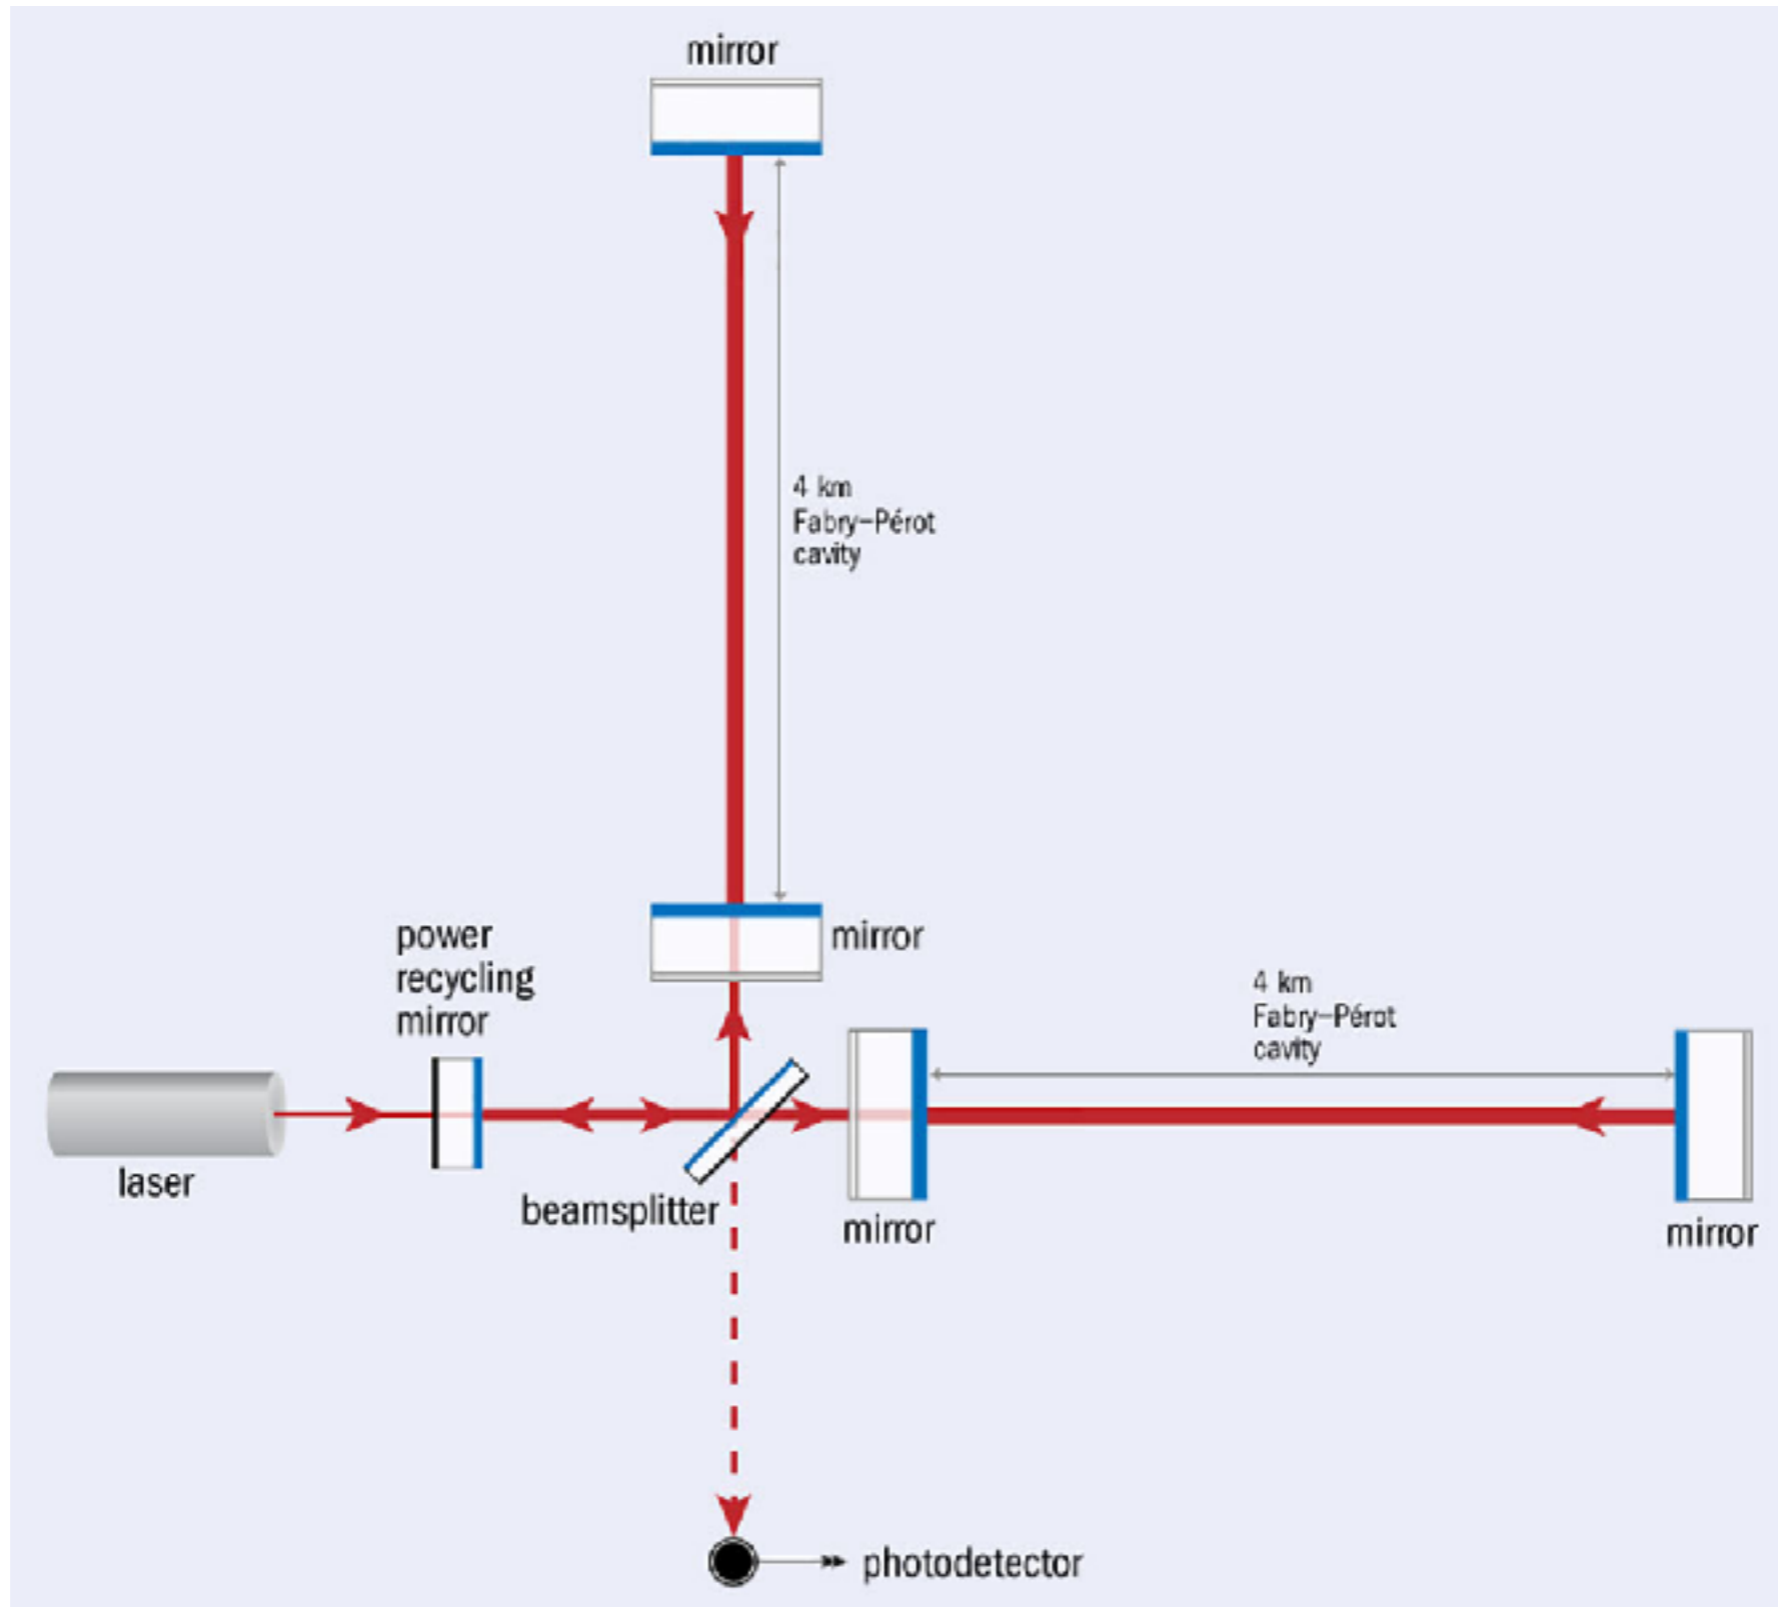 mirror
4 km
Fabry–Pérot
cavity
power
recycling
mirror
mirror
4 km
Fabry–Pérot
cavity
laser
beamsplitter
mirror
mirror
photodetector